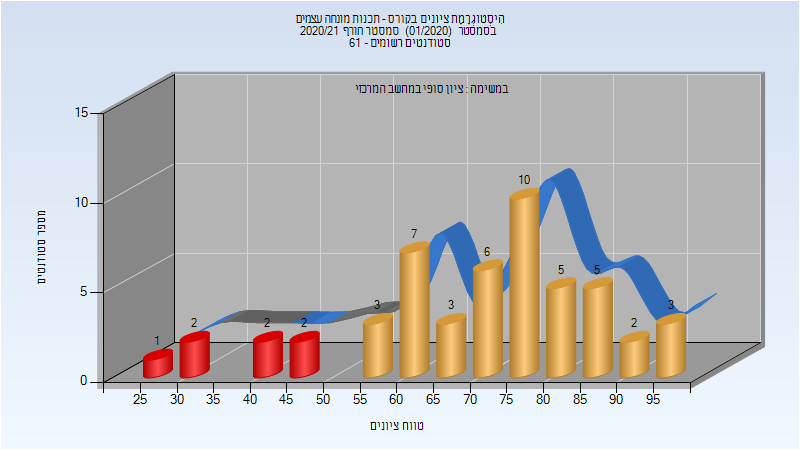 היסטוגרמת ציונים בקורס - תכנות מונחה עצמים
בסמסטר (01/2020) סמסטר חורף 2020/21
סטודנטים רשומים - 61
במשימה : ציון סופי במחשב המרכזי
מספר סטודנטים
15
10
5
0
1
2
2
2
3
7
3
6
10
5
5
2
3
25 30 35 40 45 50 55 60 65 70 75 80 85 90 95
טווח ציונים